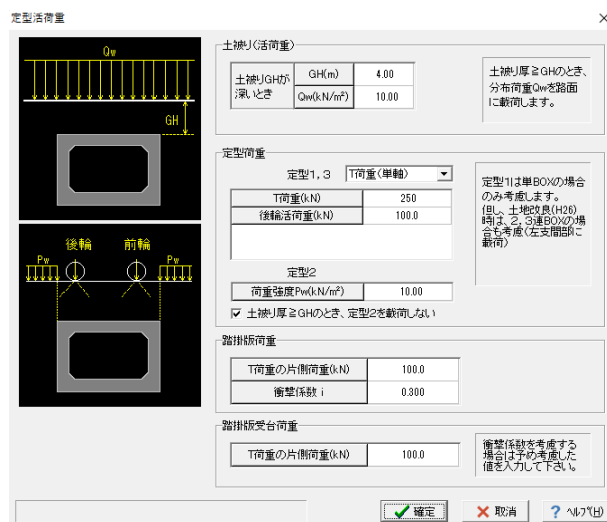 定型活荷重
Qw
GH
後輪 前輪
Pw Pw
土被り(活荷重)
土被りGHが
深いとき
GH(m) 4.00
Qw(kN/m²) 10.00
土被り厚≧GHのとき、
分布荷重Qwを路面
に載荷します。
定型荷重
定型1, 3 T荷重(単軸)
T荷重(kN) 250
後輪活荷重(kN) 100.0
定型2
荷重強度Pw(kN/m²) 10.00
土被り厚≧GHのとき、定型2を載荷しない
定型1は単BOXの場合
のみ考慮します。
但し、土地改良(H26)
時は、2, 3連BOXの場
合も考慮(左支間部に
載荷)
踏掛版荷重
T荷重の片側荷重(kN) 100.0
衝撃係数 i 0.300
踏掛版受台荷重
T荷重の片側荷重(kN) 100.0
衝撃係数を考慮する
場合は予め考慮した
値を入力して下さい。
確定 取消 ? ヘルプ(H)